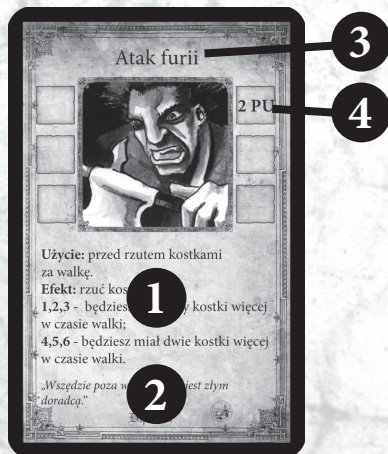 Atak furii
3
2 PU
4
Użycie: przed rzutem kostkami
za walkę.
Efekt: rzuć
1,2,3 - kostki więcej
w czasie walki;
1
4,5,6 - będziesz miał dwie kostki więcej
w czasie walki.
„Wszędzie poza jest złym
doradcą.”
2